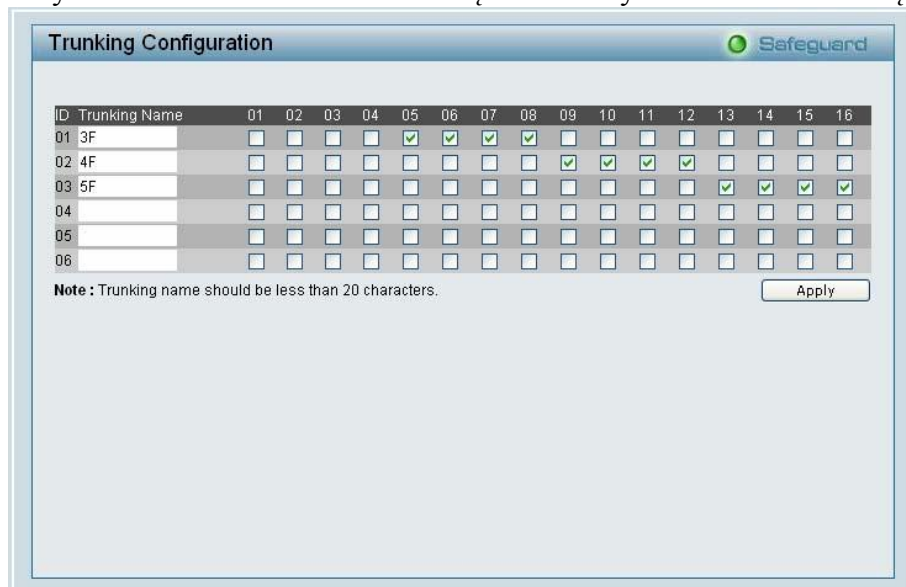 Trunking Configuration
Safeguard
ID Trunking Name 01 02 03 04 05 06 07 08 09 10 11 12 13 14 15 16
01 3F
02 4F
03 5F
04
05
06
Note : Trunking name should be less than 20 characters.
Apply